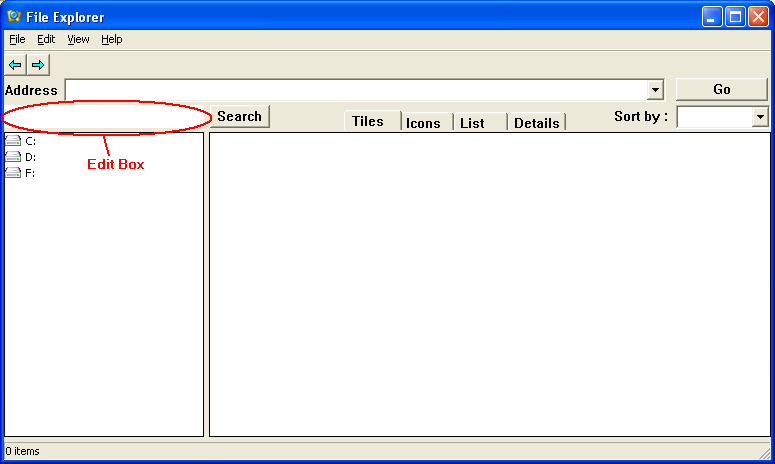 File Explorer
File Edit View Help
Address Go
Search Tiles Icons List Details Sort by :
C:
D:
Edit Box
F:
0 items